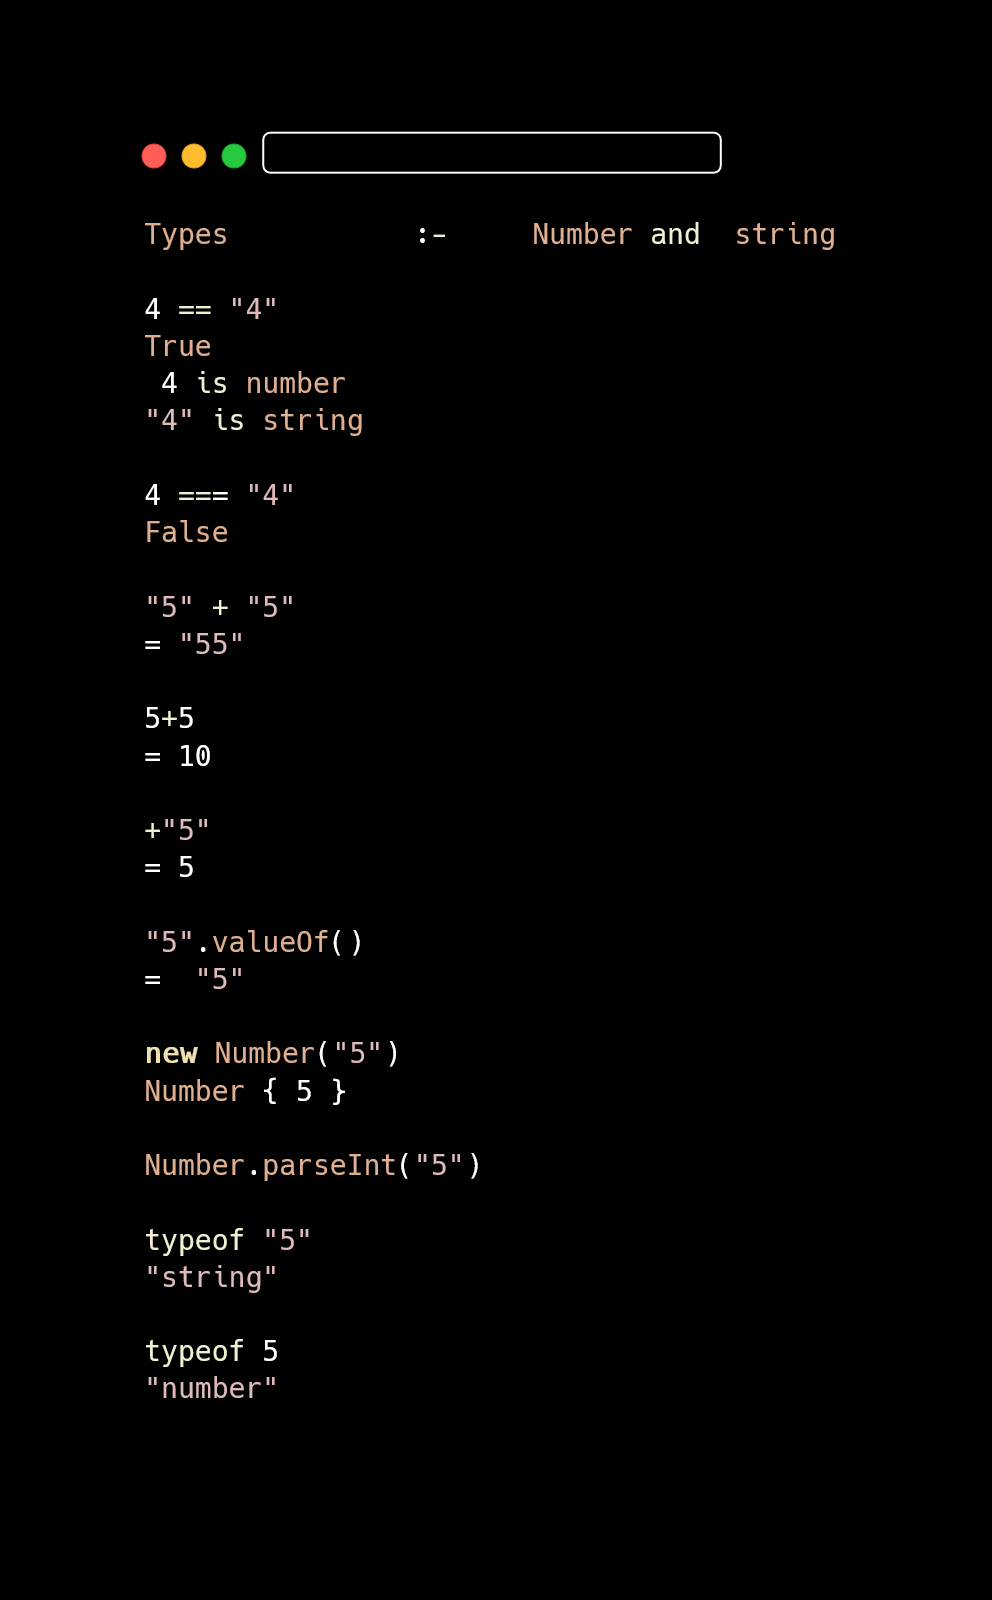 Types :- Number and string
4 == "4"
True
4 is number
"4" is string
4 === "4"
False
"5" + "5"
= "55"
5+5
= 10
+"5"
= 5
"5".valueOf()
= "5"
new Number("5")
Number { 5 }
Number.parseInt("5")
typeof "5"
"string"
typeof 5
"number"